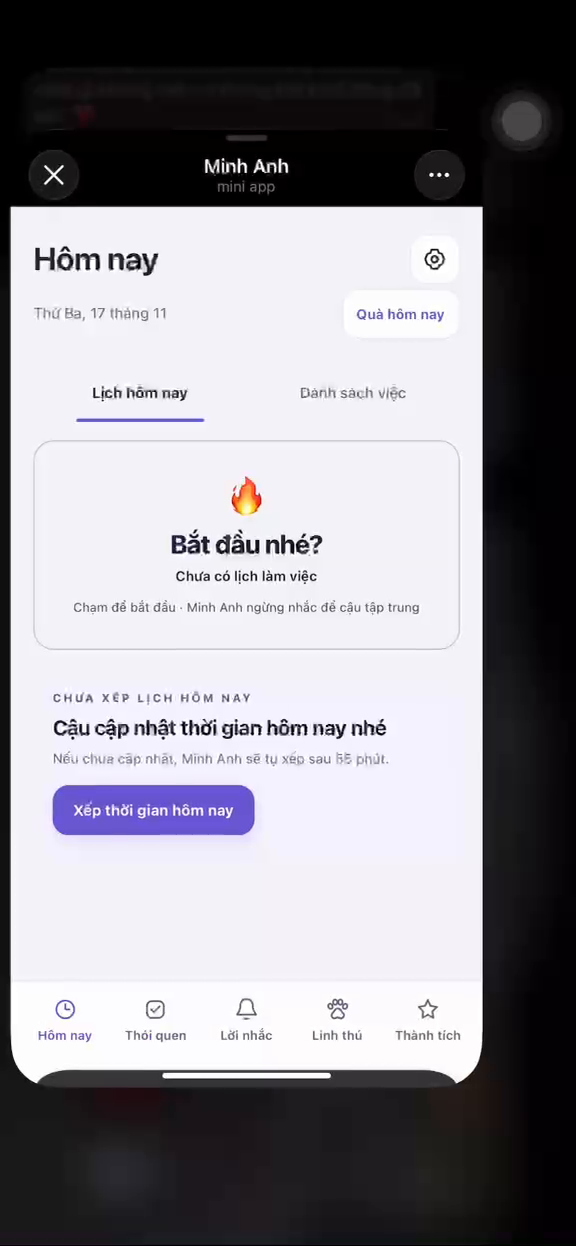 Minh Anh
mini app
Hôm nay
Thứ Ba, 17 tháng 11
Quà hôm nay
Lịch hôm nay
Danh sách việc
Bắt đầu nhé?
Chưa có lịch làm việc
Chạm để bắt đầu · Minh Anh ngừng nhắc để cậu tập trung
CHƯA XẾP LỊCH HÔM NAY
Cậu cập nhật thời gian hôm nay nhé
Nếu chưa cập nhật, Minh Anh sẽ tự xếp sau 55 phút.
Xếp thời gian hôm nay
Hôm nay
Thói quen
Lời nhắc
Linh thú
Thành tích